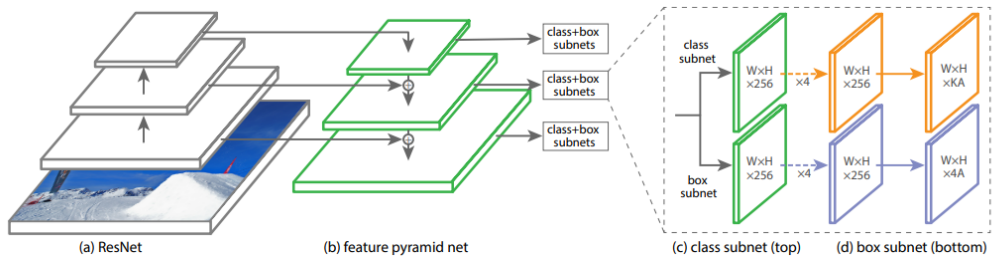 class+box
subnets
class+box
subnets
class+box
subnets
class
subnet
W×H
×256
×4
W×H
×256
W×H
×KA
W×H
×256
×4
W×H
×256
W×H
×4A
box
subnet
(a) ResNet
(b) feature pyramid net
(c) class subnet (top)
(d) box subnet (bottom)